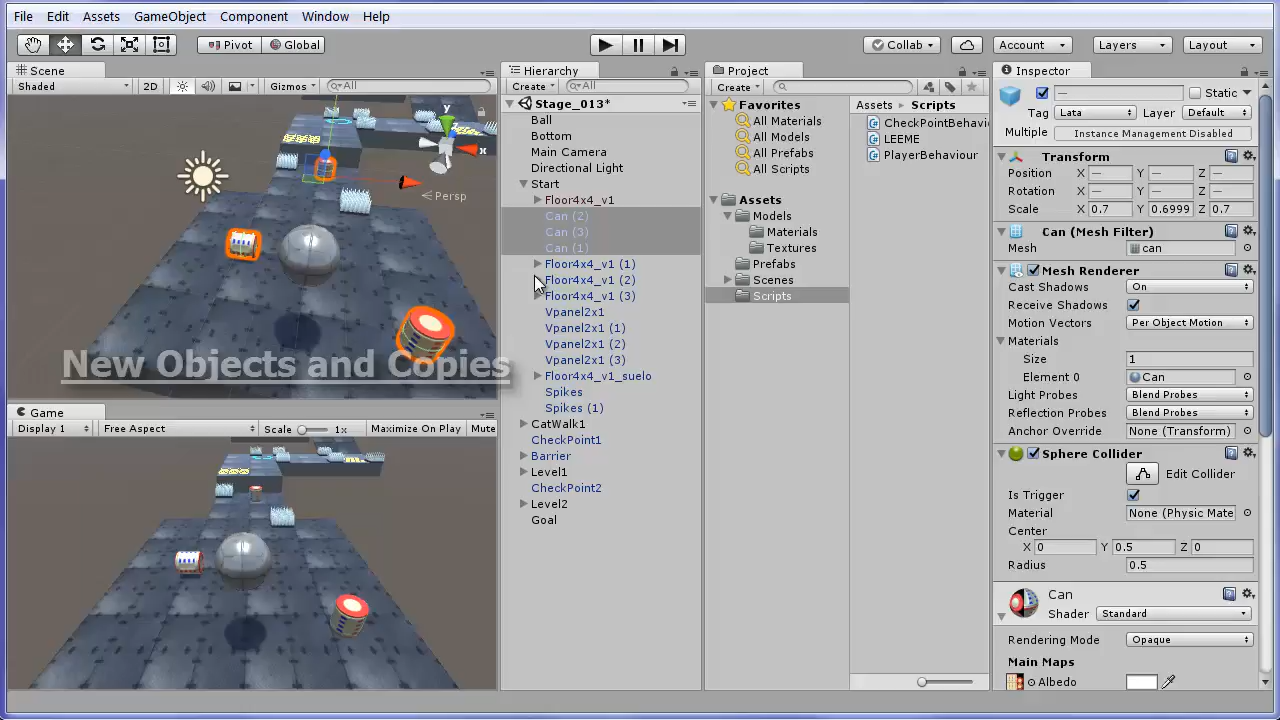 File Edit Assets GameObject Component Window Help
Pivot Global Collab Account Layers Layout
Scene
Shaded 2D Gizmos All
y
x
Persp
New Objects and Copies
Game
Display 1 Free Aspect Scale 1x Maximize On Play Mute
Hierarchy
Create All
Stage_013*
Ball
Bottom
Main Camera
Directional Light
Start
Floor4x4_v1
Can (2)
Can (3)
Can (1)
Floor4x4_v1 (1)
Floor4x4_v1 (2)
Floor4x4_v1 (3)
Vpanel2x1
Vpanel2x1 (1)
Vpanel2x1 (2)
Vpanel2x1 (3)
Floor4x4_v1_suelo
Spikes
Spikes (1)
CatWalk1
CheckPoint1
Barrier
Level1
CheckPoint2
Level2
Goal
Project
Create
Favorites
All Materials
All Models
All Prefabs
All Scripts
Assets
Models
Materials
Textures
Prefabs
Scenes
Scripts
Assets Scripts
CheckPointBehavi
LEEME
PlayerBehaviour
Inspector
— Static
Tag Lata Layer Default
Multiple Instance Management Disabled
Transform
Position X — Y — Z —
Rotation X — Y — Z —
Scale X 0.7 Y 0.6999 Z 0.7
Can (Mesh Filter)
Mesh can
Mesh Renderer
Cast Shadows On
Receive Shadows
Motion Vectors Per Object Motion
Materials
Size 1
Element 0 Can
Light Probes Blend Probes
Reflection Probes Blend Probes
Anchor Override None (Transform)
Sphere Collider
Edit Collider
Is Trigger
Material None (Physic Mate
Center
X 0 Y 0.5 Z 0
Radius 0.5
Can
Shader Standard
Rendering Mode Opaque
Main Maps
Albedo